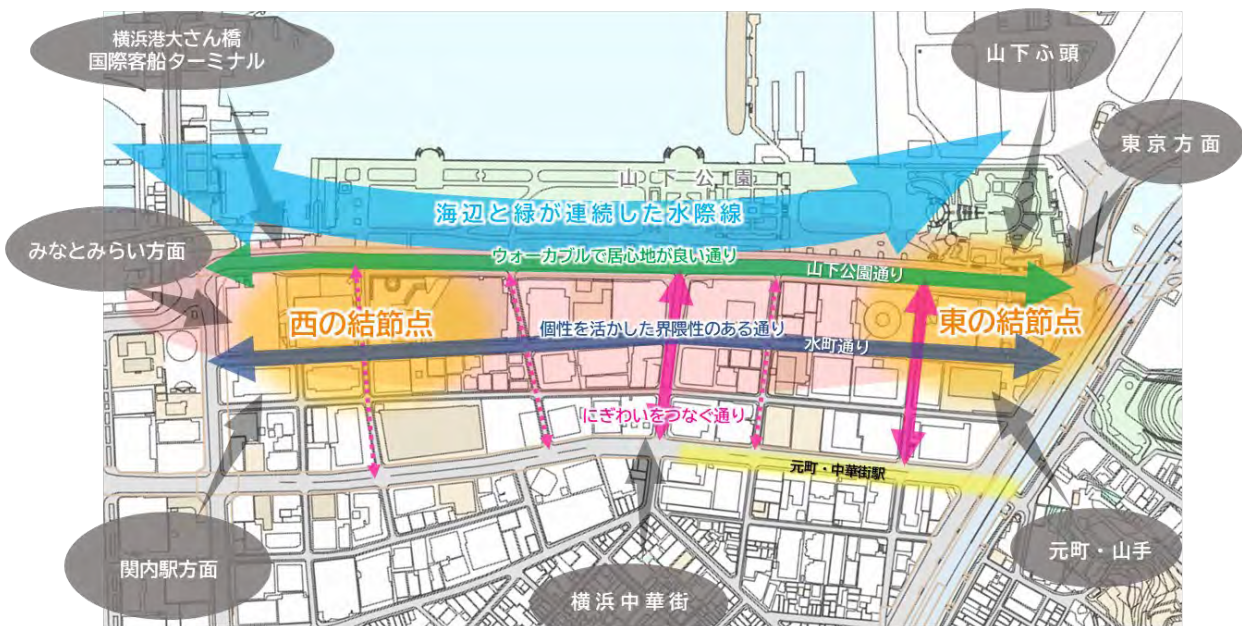 横浜港大さん橋
国際客船ターミナル
山下ふ頭
東京方面
山下公園
海辺と緑が連続した水際線
みなとみらい方面
ウォーカブルで居心地が良い通り
山下公園通り
西の結節点
個性を活かした界隈性のある通り
水町通り
東の結節点
にぎわいをつなぐ通り
元町・中華街駅
関内駅方面
横浜中華街
元町・山手